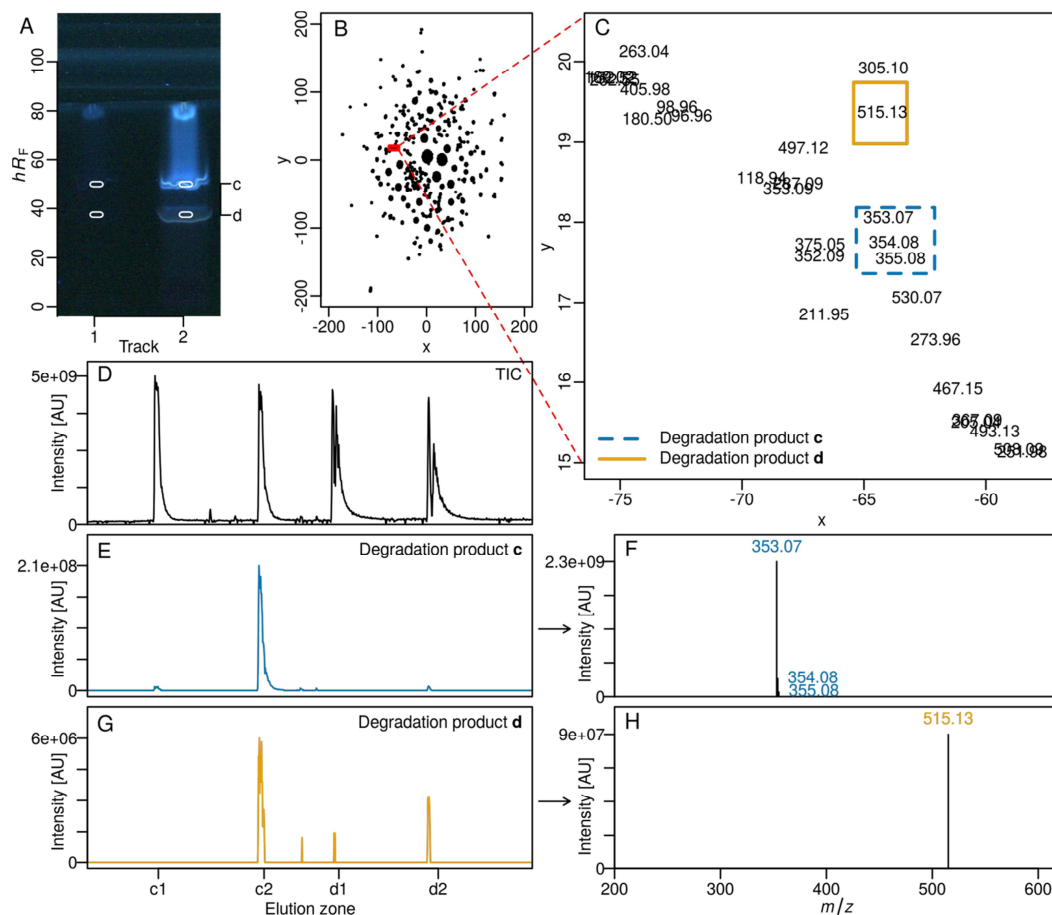 A
100
80
60
40
20
0
hRF
c
d
1
2
Track
B
200
100
0
-100
-200
y
-200
-100
0
100
200
x
C
20
19
18
17
16
15
y
263.04
405.98
98.96
180.50
96.96
305.10
515.13
497.12
118.94
353.09
353.07
354.08
355.08
375.05
352.09
530.07
211.95
273.96
467.15
493.13
Degradation product c
Degradation product d
-75
-70
-65
-60
x
D
TIC
5e+09
0
Intensity [AU]
E
Degradation product c
2.1e+08
0
Intensity [AU]
F
353.07
2.3e+09
354.08
355.08
0
Intensity [AU]
G
Degradation product d
6e+06
0
Intensity [AU]
c1
c2
d1
d2
Elution zone
H
515.13
9e+07
0
Intensity [AU]
200
300
400
500
600
m/z